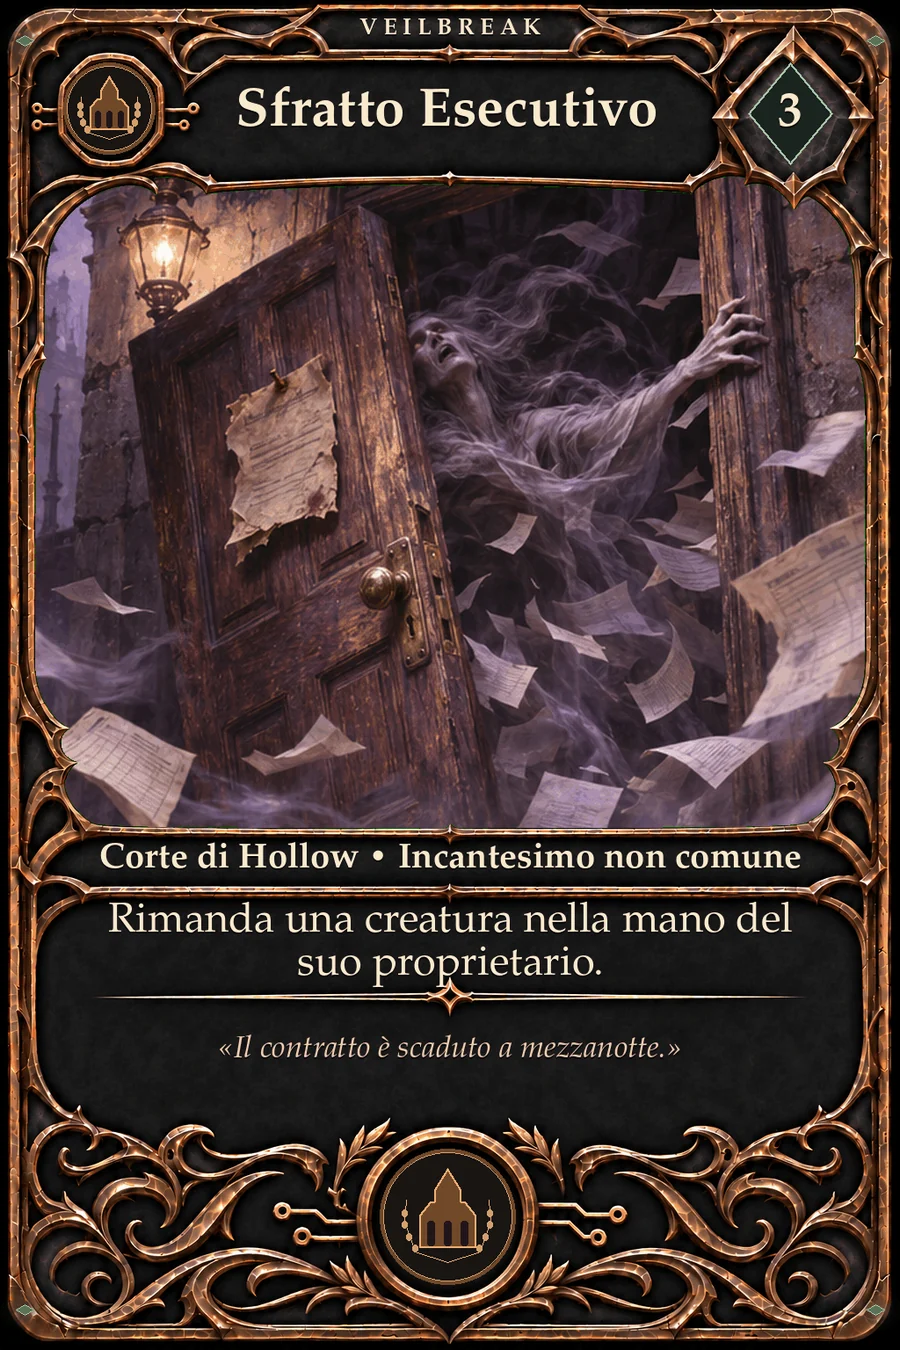 VEILBREAK
Sfratto Esecutivo
3
Corte di Hollow • Incantesimo non comune
Rimanda una creatura nella mano del
suo proprietario.
«Il contratto è scaduto a mezzanotte.»